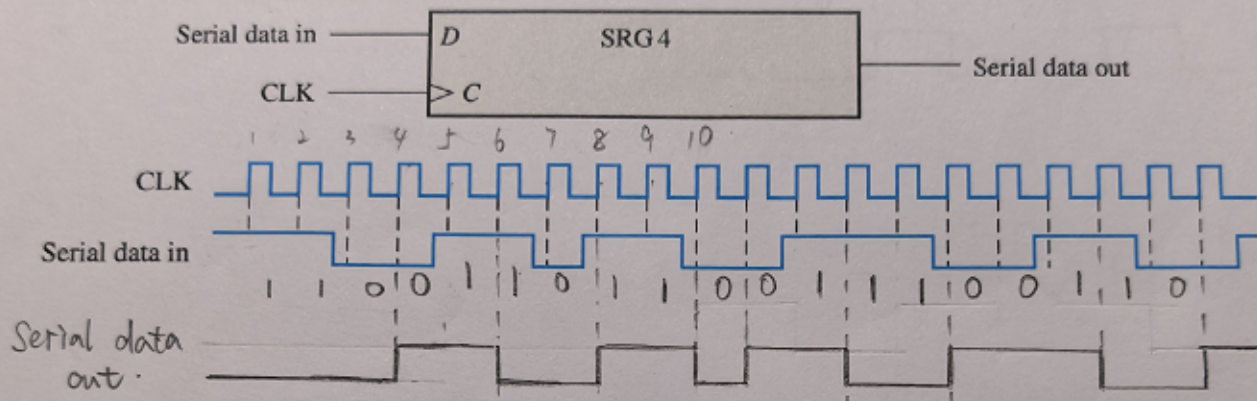 Serial data in D SRG 4 Serial data out
CLK C
1 2 3 4 5 6 7 8 9 10
CLK
Serial data in
1 1 0 0 1 1 0 1 1 0 0 1 1 1 0 0 1 1 0
Serial data
out.